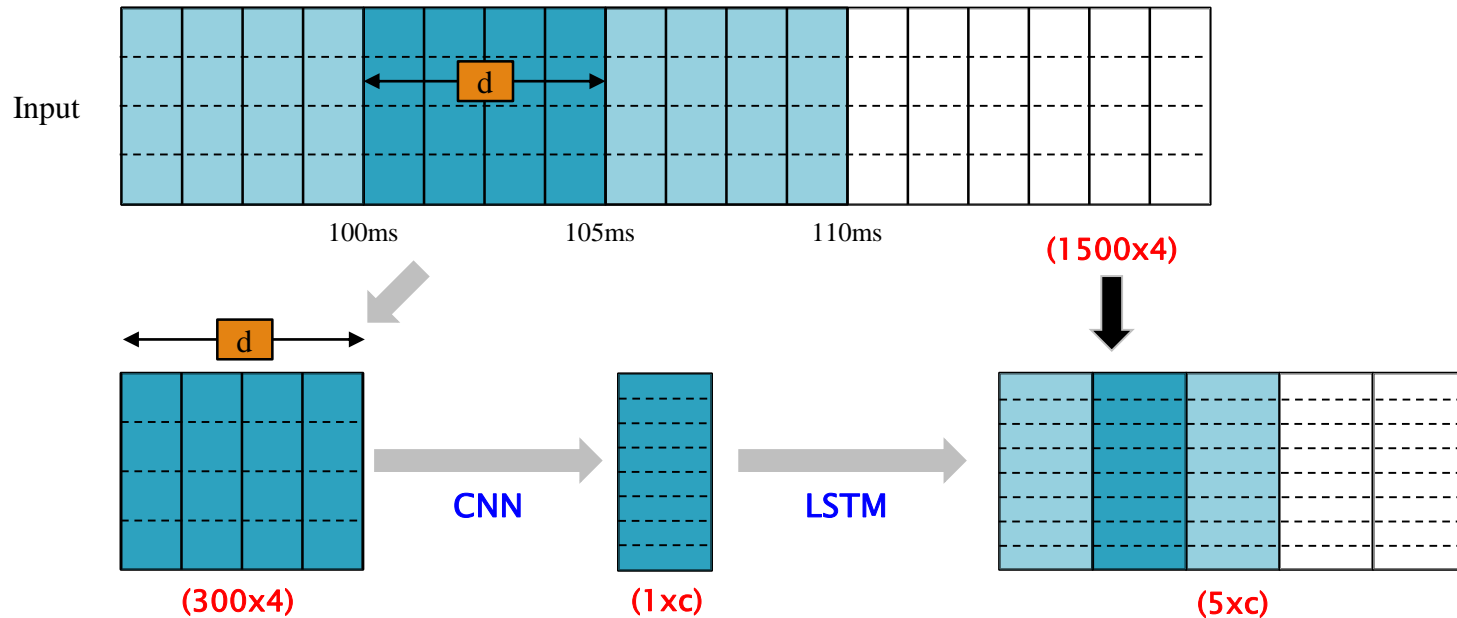 d
Input
100ms 105ms 110ms
(1500x4)
d
CNN
LSTM
(300x4) (1xc) (5xc)